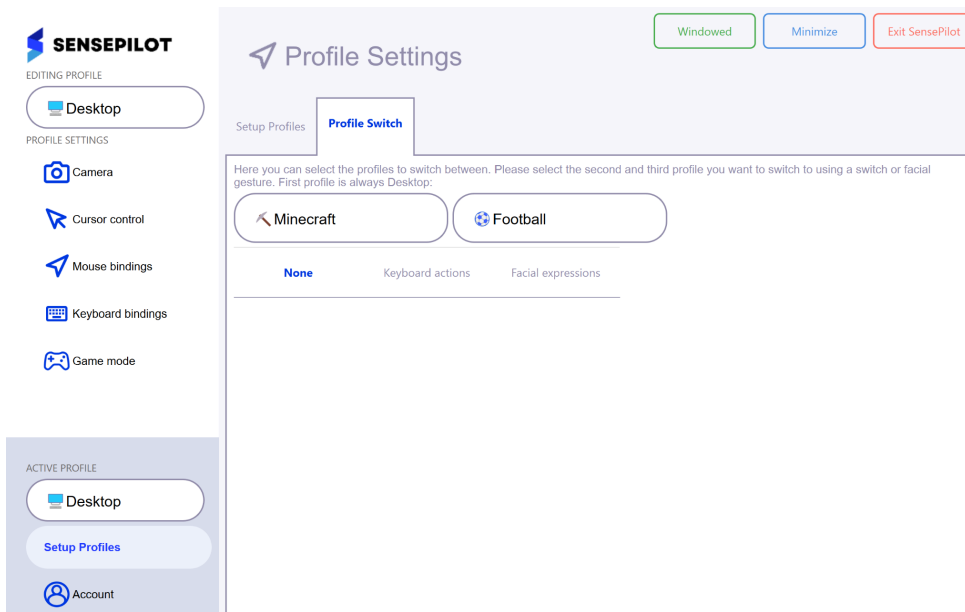 SENSEPILOT
EDITING PROFILE
Desktop
PROFILE SETTINGS
Camera
Cursor control
Mouse bindings
Keyboard bindings
Game mode
ACTIVE PROFILE
Desktop
Setup Profiles
Account
Profile Settings
Windowed
Minimize
Exit SensePilot
Setup Profiles
Profile Switch
Here you can select the profiles to switch between. Please select the second and third profile you want to switch to using a switch or facial
gesture. First profile is always Desktop:
Minecraft
Football
None
Keyboard actions
Facial expressions